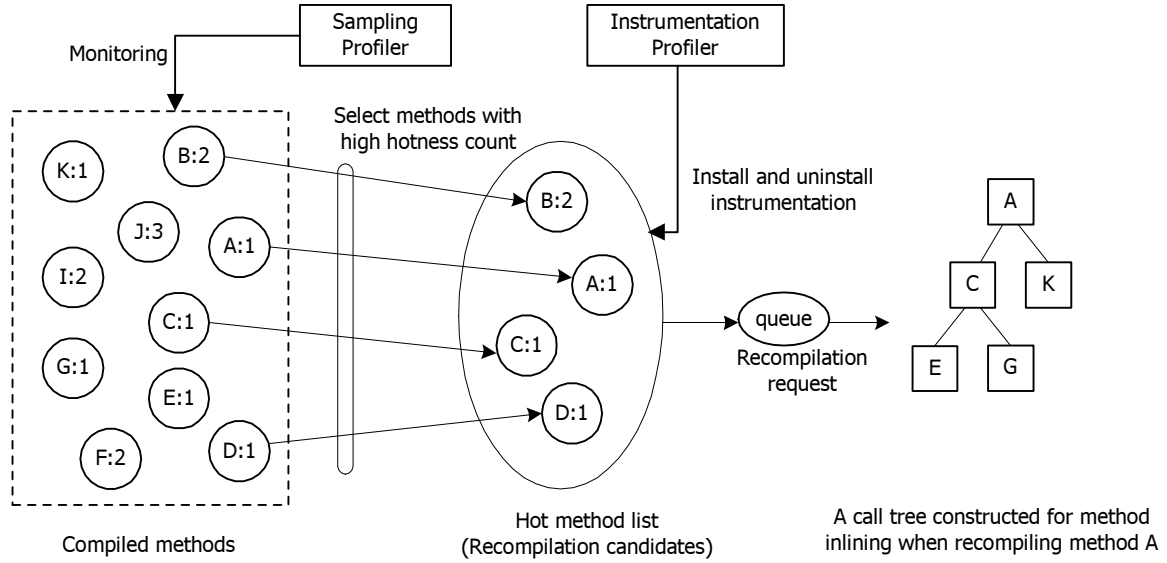 Sampling
Profiler
Instrumentation
Profiler
Monitoring
Select methods with
high hotness count
Install and uninstall
instrumentation
K:1
B:2
J:3
A:1
I:2
C:1
G:1
E:1
F:2
D:1
B:2
A:1
C:1
D:1
queue
Recompilation
request
A
C
K
E
G
Compiled methods
Hot method list
(Recompilation candidates)
A call tree constructed for method
inlining when recompiling method A